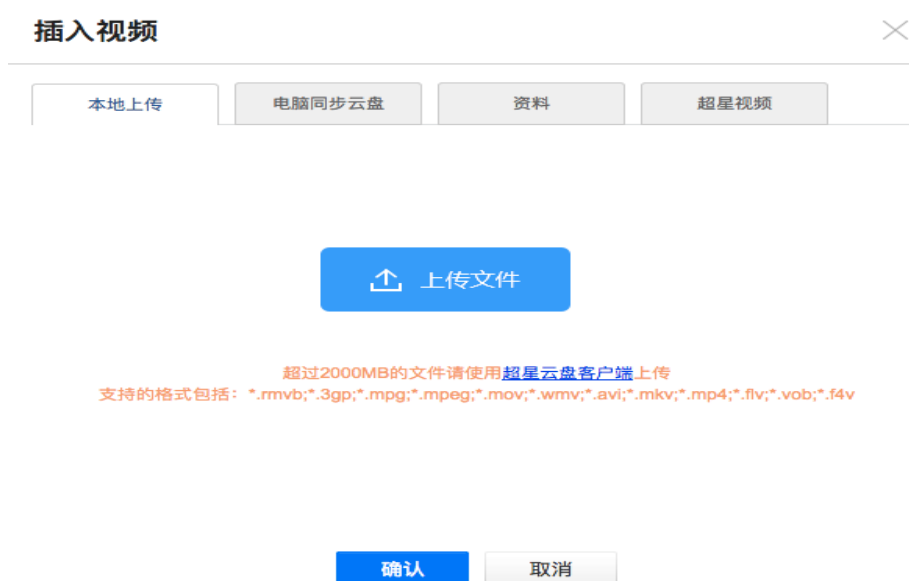 插入视频
本地上传 电脑同步云盘 资料 超星视频
上传文件
超过2000MB的文件请使用超星云盘客户端上传
支持的格式包括：*.rmvb;*.3gp;*.mpg;*.mpeg;*.mov;*.wmv;*.avi;*.mkv;*.mp4;*.flv;*.vob;*.f4v
确认 取消